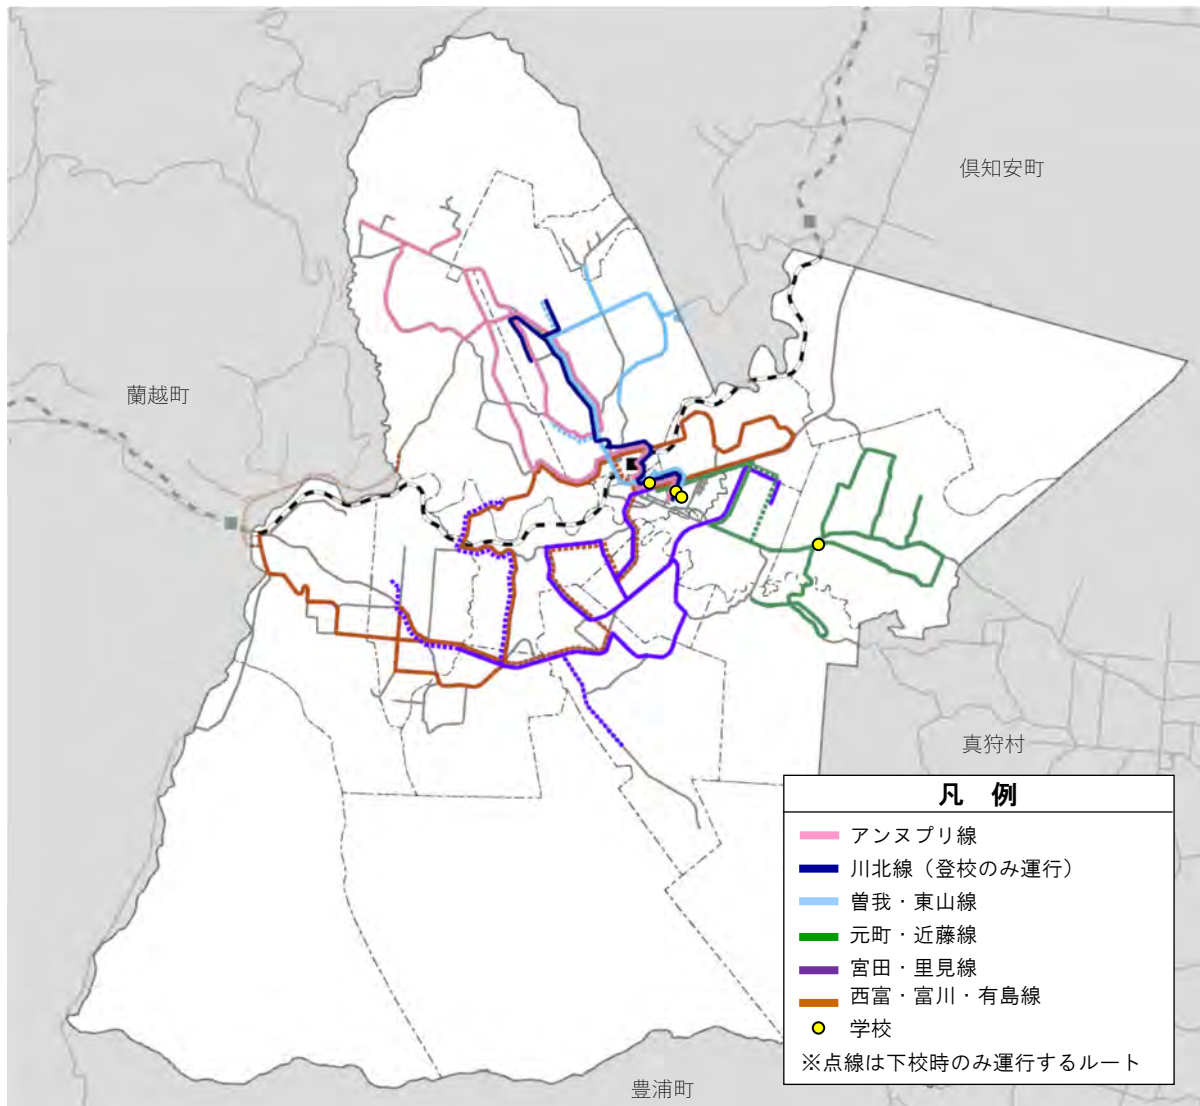 倶知安町
蘭越町
真狩村
凡 例
アンヌプリ線
川北線（登校のみ運行）
曽我・東山線
元町・近藤線
宮田・里見線
西富・富川・有島線
学校
※点線は下校時のみ運行するルート
豊浦町